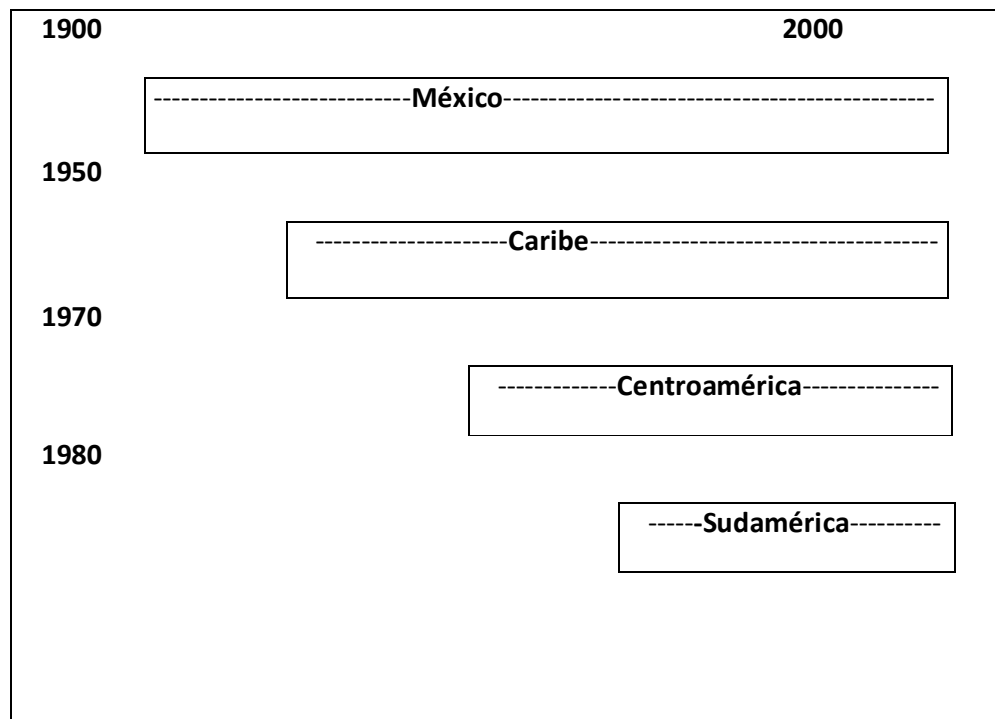 1900 2000
----------------------------México-----------------------------------------------
1950
---------------------Caribe--------------------------------------
1970
-------------Centroamérica---------------
1980
------Sudamérica----------